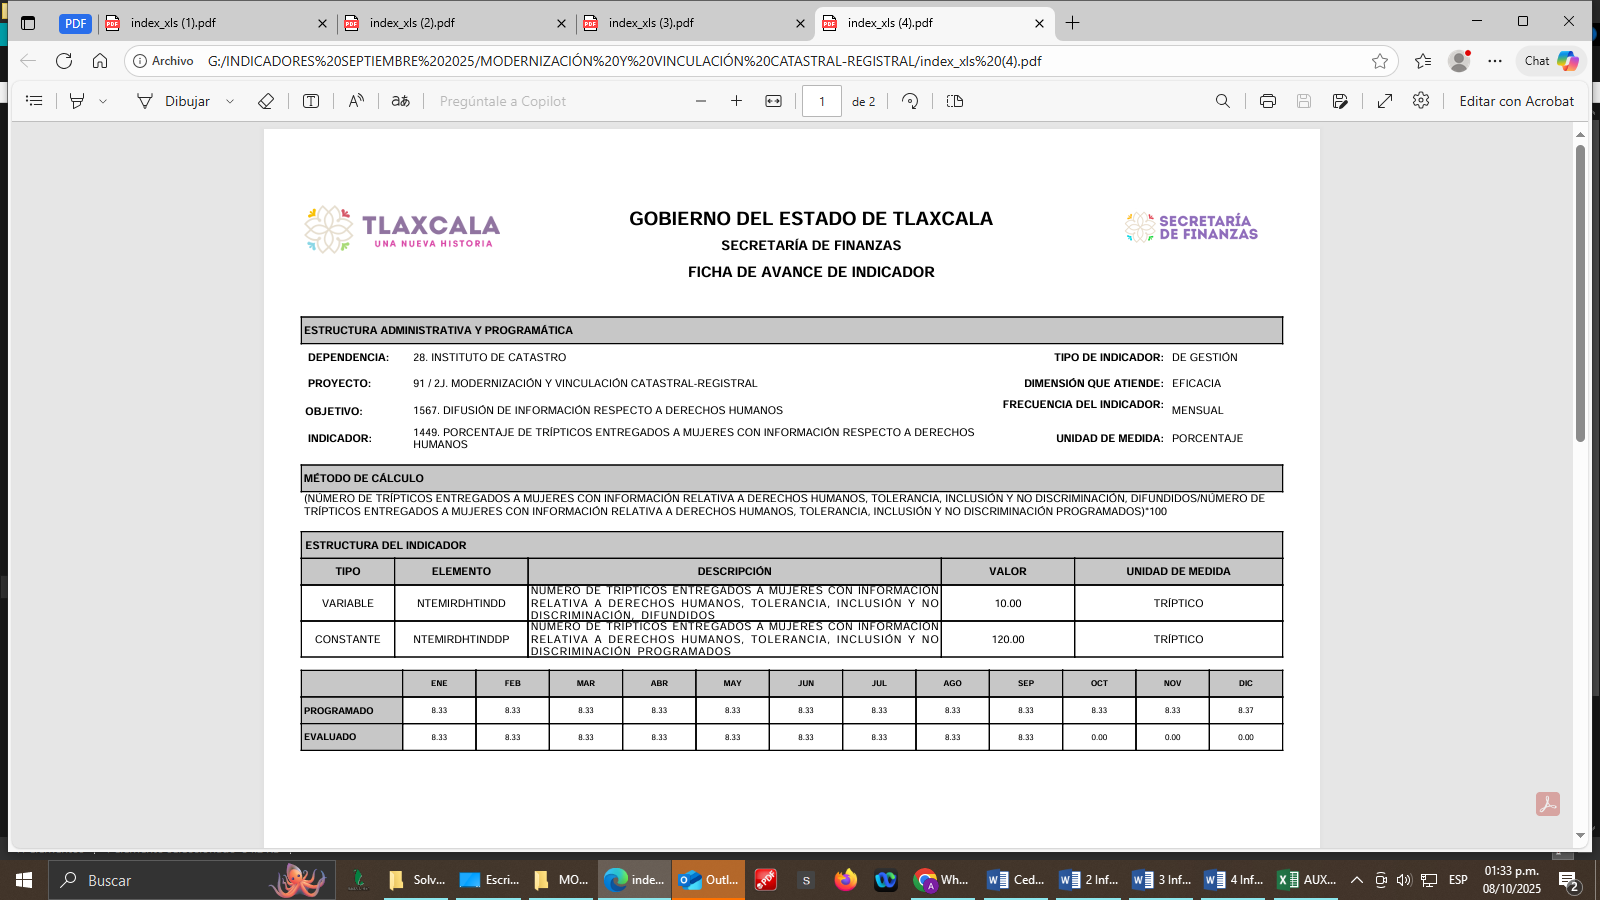 PDF index_xls (1).pdf index_xls (2).pdf index_xls (3).pdf index_xls (4).pdf
Archivo G:/INDICADORES%20SEPTIEMBRE%202025/MODERNIZACIÓN%20Y%20VINCULACIÓN%20CATASTRAL-REGISTRAL/index_xls%20(4).pdf Chat
Dibujar Pregúntale a Copilot 1 de 2 Editar con Acrobat
TLAXCALA
UNA NUEVA HISTORIA
GOBIERNO DEL ESTADO DE TLAXCALA
SECRETARÍA DE FINANZAS
FICHA DE AVANCE DE INDICADOR
SECRETARÍA
DE FINANZAS
ESTRUCTURA ADMINISTRATIVA Y PROGRAMÁTICA
DEPENDENCIA: 28. INSTITUTO DE CATASTRO TIPO DE INDICADOR: DE GESTIÓN
PROYECTO: 91 / 2J. MODERNIZACIÓN Y VINCULACIÓN CATASTRAL-REGISTRAL DIMENSIÓN QUE ATIENDE: EFICACIA
OBJETIVO: 1567. DIFUSIÓN DE INFORMACIÓN RESPECTO A DERECHOS HUMANOS FRECUENCIA DEL INDICADOR: MENSUAL
INDICADOR: 1449. PORCENTAJE DE TRÍPTICOS ENTREGADOS A MUJERES CON INFORMACIÓN RESPECTO A DERECHOS
HUMANOS UNIDAD DE MEDIDA: PORCENTAJE
MÉTODO DE CÁLCULO
(NÚMERO DE TRÍPTICOS ENTREGADOS A MUJERES CON INFORMACIÓN RELATIVA A DERECHOS HUMANOS, TOLERANCIA, INCLUSIÓN Y NO DISCRIMINACIÓN, DIFUNDIDOS/NÚMERO DE
TRÍPTICOS ENTREGADOS A MUJERES CON INFORMACIÓN RELATIVA A DERECHOS HUMANOS, TOLERANCIA, INCLUSIÓN Y NO DISCRIMINACIÓN PROGRAMADOS)*100
ESTRUCTURA DEL INDICADOR
TIPO ELEMENTO DESCRIPCIÓN VALOR UNIDAD DE MEDIDA
VARIABLE NTEMIRDHTINDD NÚMERO DE TRÍPTICOS ENTREGADOS A MUJERES CON INFORMACIÓN
RELATIVA A DERECHOS HUMANOS, TOLERANCIA, INCLUSIÓN Y NO
DISCRIMINACIÓN, DIFUNDIDOS 10.00 TRÍPTICO
CONSTANTE NTEMIRDHTINDDP NÚMERO DE TRÍPTICOS ENTREGADOS A MUJERES CON INFORMACIÓN
RELATIVA A DERECHOS HUMANOS, TOLERANCIA, INCLUSIÓN Y NO
DISCRIMINACIÓN PROGRAMADOS 120.00 TRÍPTICO
ENE FEB MAR ABR MAY JUN JUL AGO SEP OCT NOV DIC
PROGRAMADO 8.33 8.33 8.33 8.33 8.33 8.33 8.33 8.33 8.33 8.33 8.33 8.37
EVALUADO 8.33 8.33 8.33 8.33 8.33 8.33 8.33 8.33 8.33 0.00 0.00 0.00
Buscar Solv... Escri... MO... inde... Outl... Wh... Ced... 2 Inf... 3 Inf... 4 Inf... AUX... ESP 01:33 p.m.
08/10/2025 2